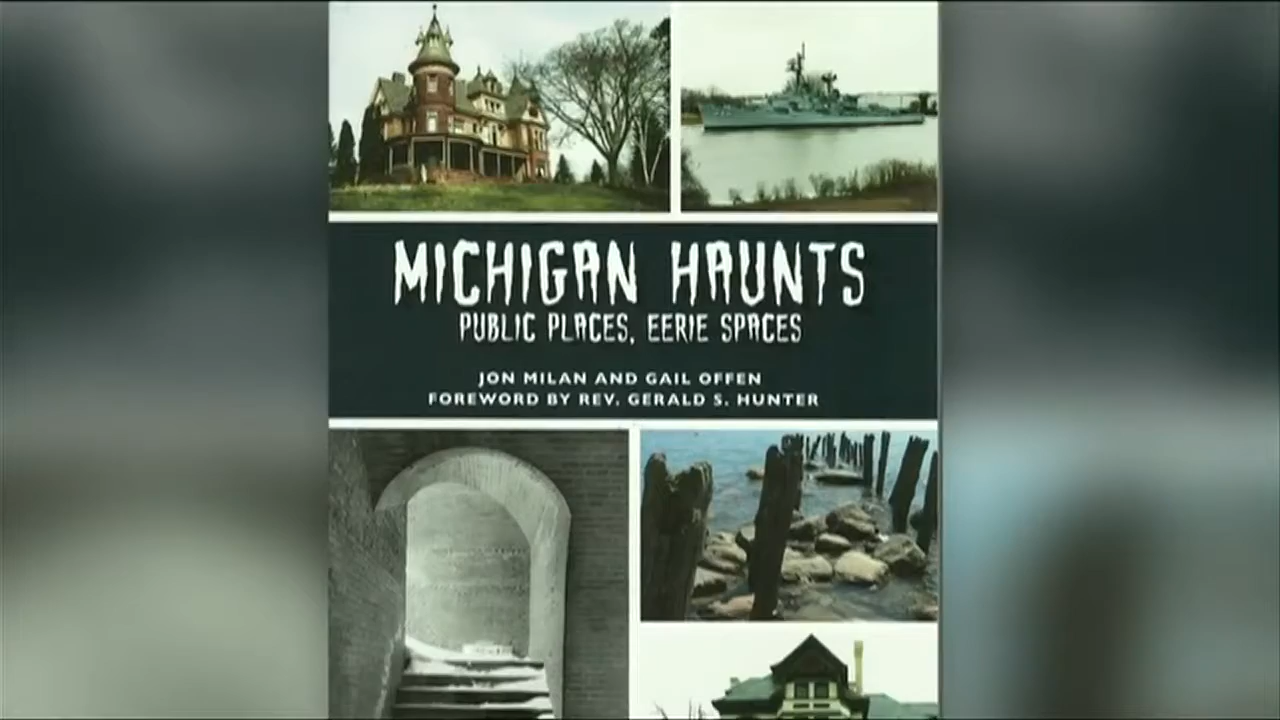 MICHIGAN HAUNTS
PUBLIC PLACES, EERIE SPACES
JON MILAN AND GAIL OFFEN
FOREWORD BY REV. GERALD S. HUNTER